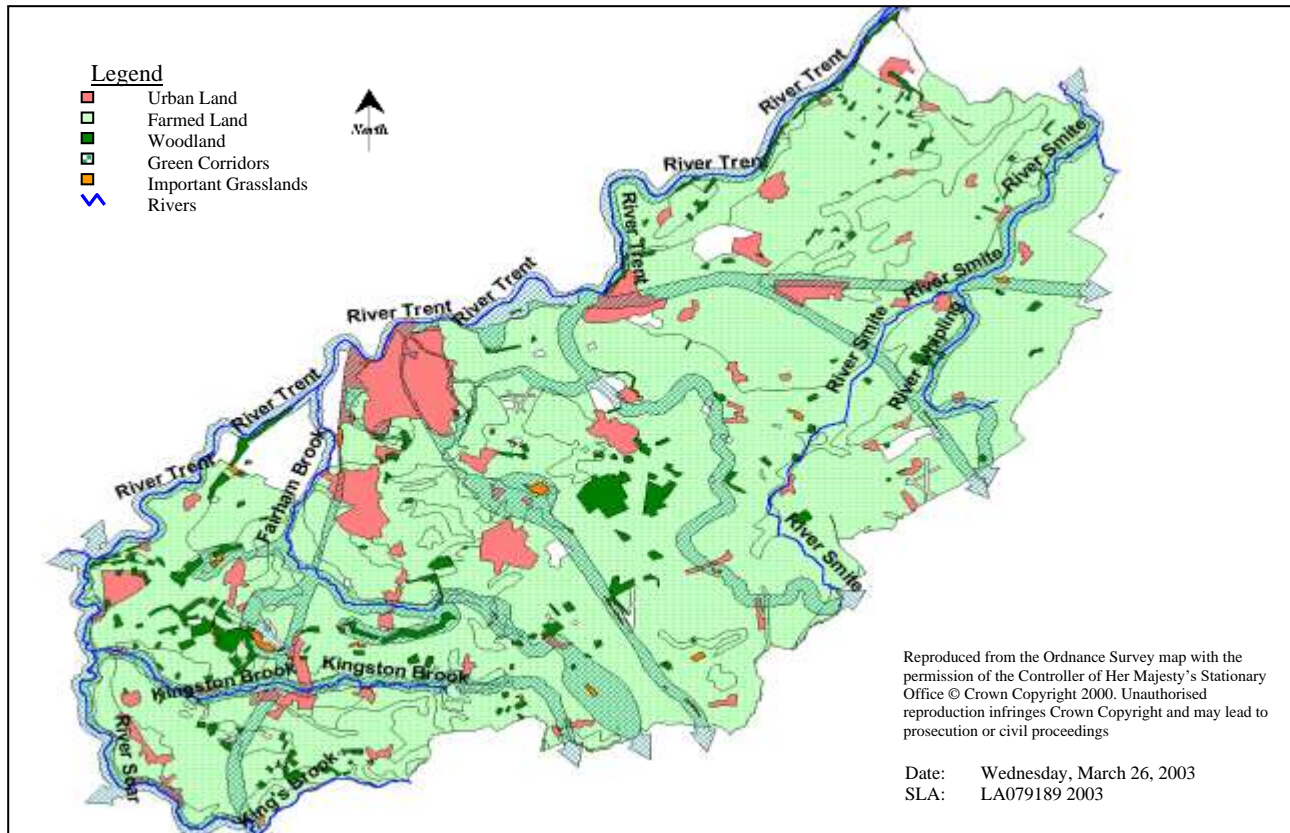 Legend
Urban Land
Farmed Land
Woodland
Green Corridors
Important Grasslands
Rivers
North
River Trent
River Trent
River Trent
River Trent
River Trent
River Trent
River Trent
River Smite
River Smite
River Smite
River Smite
River Whipling
Fairham Brook
Kingston Brook
Kingston Brook
River Soar
King's Brook
Reproduced from the Ordnance Survey map with the
permission of the Controller of Her Majesty's Stationary
Office © Crown Copyright 2000. Unauthorised
reproduction infringes Crown Copyright and may lead to
prosecution or civil proceedings
Date: Wednesday, March 26, 2003
SLA: LA079189 2003